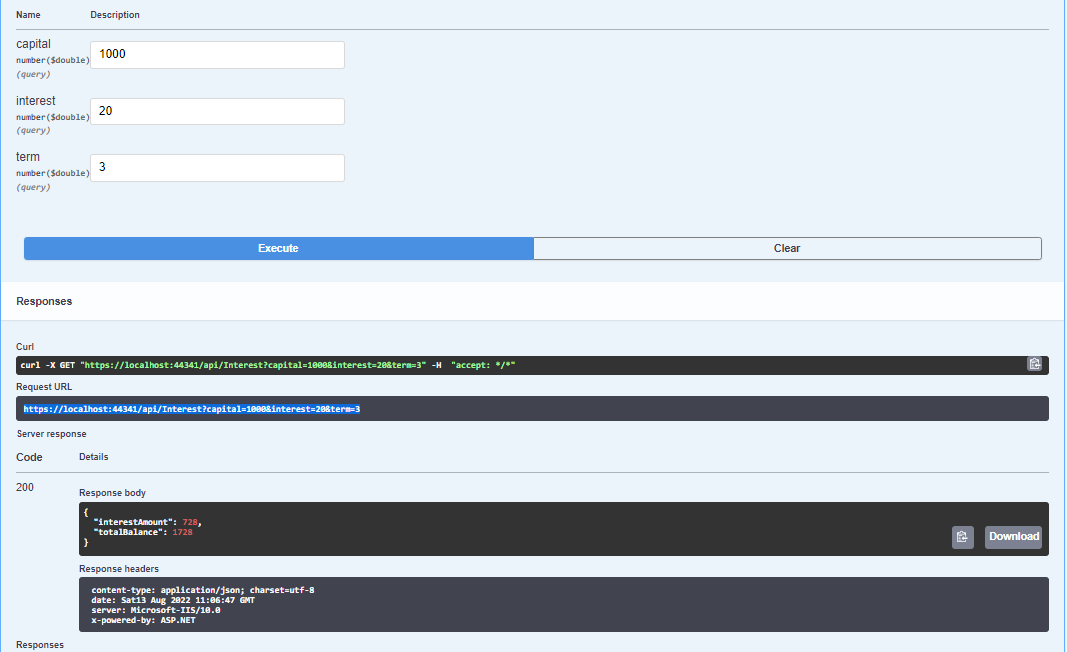 Name Description
capital
number($double)
(query)
1000
interest
number($double)
(query)
20
term
number($double)
(query)
3
Execute Clear
Responses
Curl
curl -X GET "https://localhost:44341/api/Interest?capital=1000&interest=20&term=3" -H "accept: */*"
Request URL
https://localhost:44341/api/Interest?capital=1000&interest=20&term=3
Server response
Code Details
200
Response body
{
"interestAmount": 728,
"totalBalance": 1728
}
Download
Response headers
content-type: application/json; charset=utf-8
date: Sat13 Aug 2022 11:06:47 GMT
server: Microsoft-IIS/10.0
x-powered-by: ASP.NET
Responses